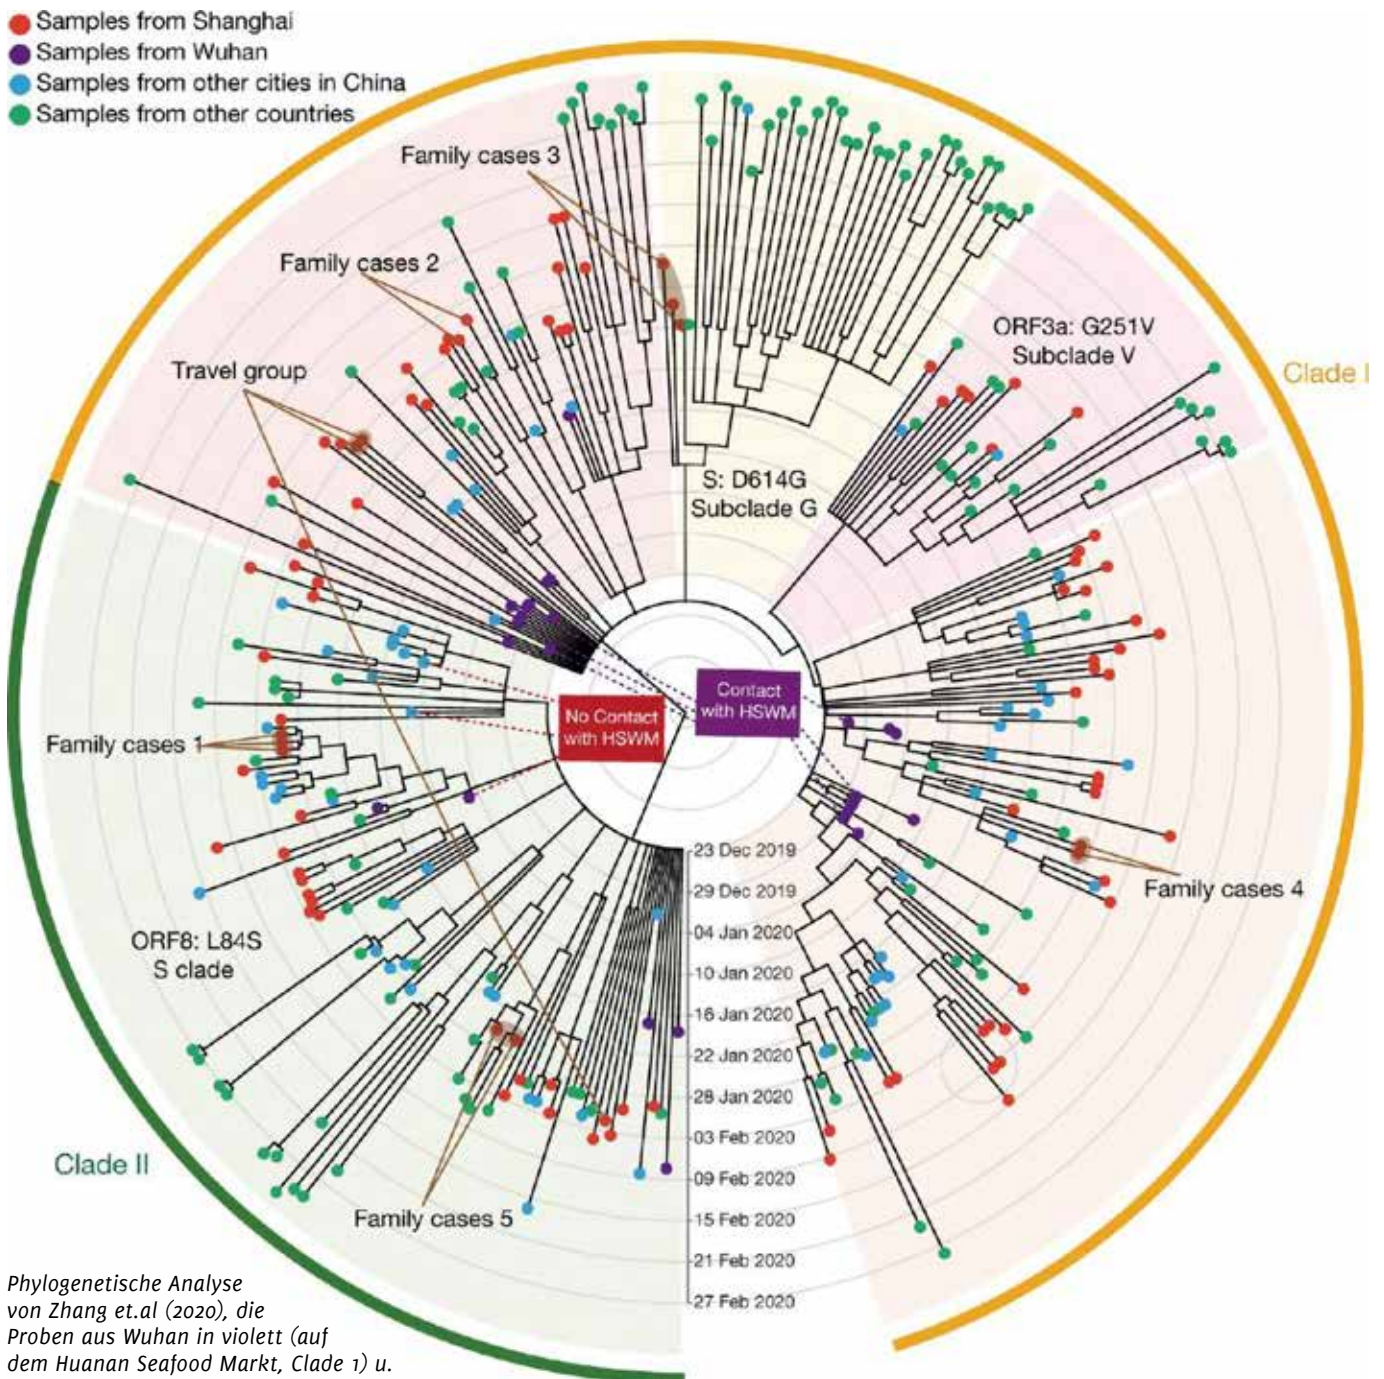 Samples from Shanghai
Samples from Wuhan
Samples from other cities in China
Samples from other countries
Family cases 3
Family cases 2
Travel group
ORF3a: G251V
Subclade V
Clade I
S: D614G
Subclade G
Contact
with HSWM
No Contact
with HSWM
Family cases 1
Family cases 4
ORF8: L84S
S clade
23 Dec 2019
29 Dec 2019
04 Jan 2020
10 Jan 2020
16 Jan 2020
22 Jan 2020
28 Jan 2020
03 Feb 2020
09 Feb 2020
15 Feb 2020
21 Feb 2020
27 Feb 2020
Clade II
Family cases 5
Phylogenetische Analyse
von Zhang et.al (2020), die
Proben aus Wuhan in violett (auf
dem Huanan Seafood Markt, Clade 1) u.